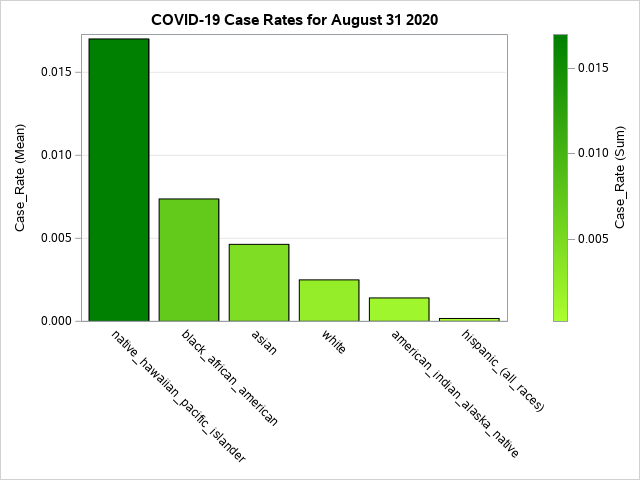 COVID-19 Case Rates for August 31 2020
Case_Rate (Mean)
0.015
0.010
0.005
0.000
native_hawaiian_pacific_islander
black_african_american
asian
white
american_indian_alaska_native
hispanic_(all_races)
0.015
0.010
0.005
Case_Rate (Sum)